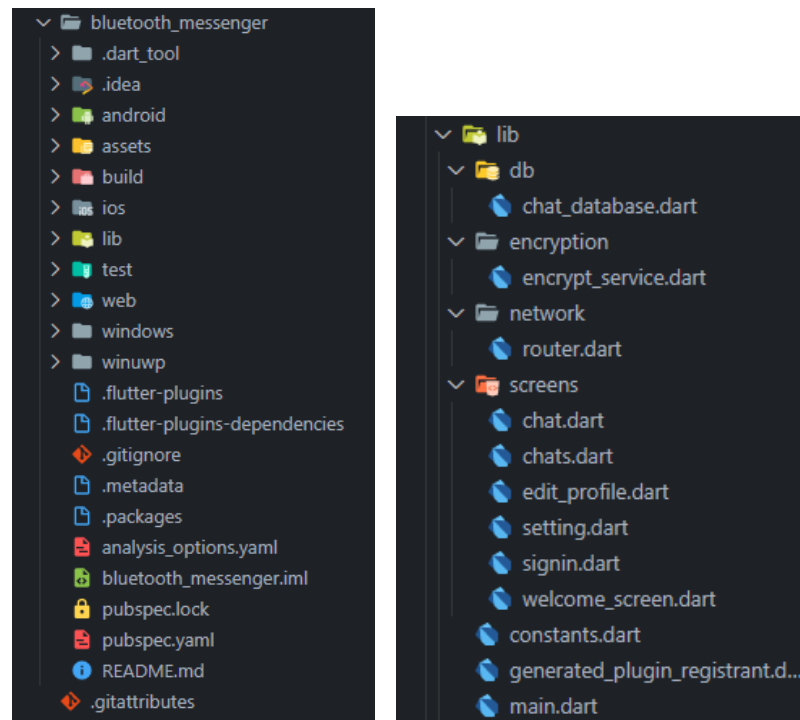 bluetooth_messenger
.dart_tool
.idea
android
assets
build
ios
lib
test
web
windows
winuwp
.flutter-plugins
.flutter-plugins-dependencies
.gitignore
.metadata
.packages
analysis_options.yaml
bluetooth_messenger.iml
pubspec.lock
pubspec.yaml
README.md
.gitattributes
lib
db
chat_database.dart
encryption
encrypt_service.dart
network
router.dart
screens
chat.dart
chats.dart
edit_profile.dart
setting.dart
signin.dart
welcome_screen.dart
constants.dart
generated_plugin_registrant.d...
main.dart